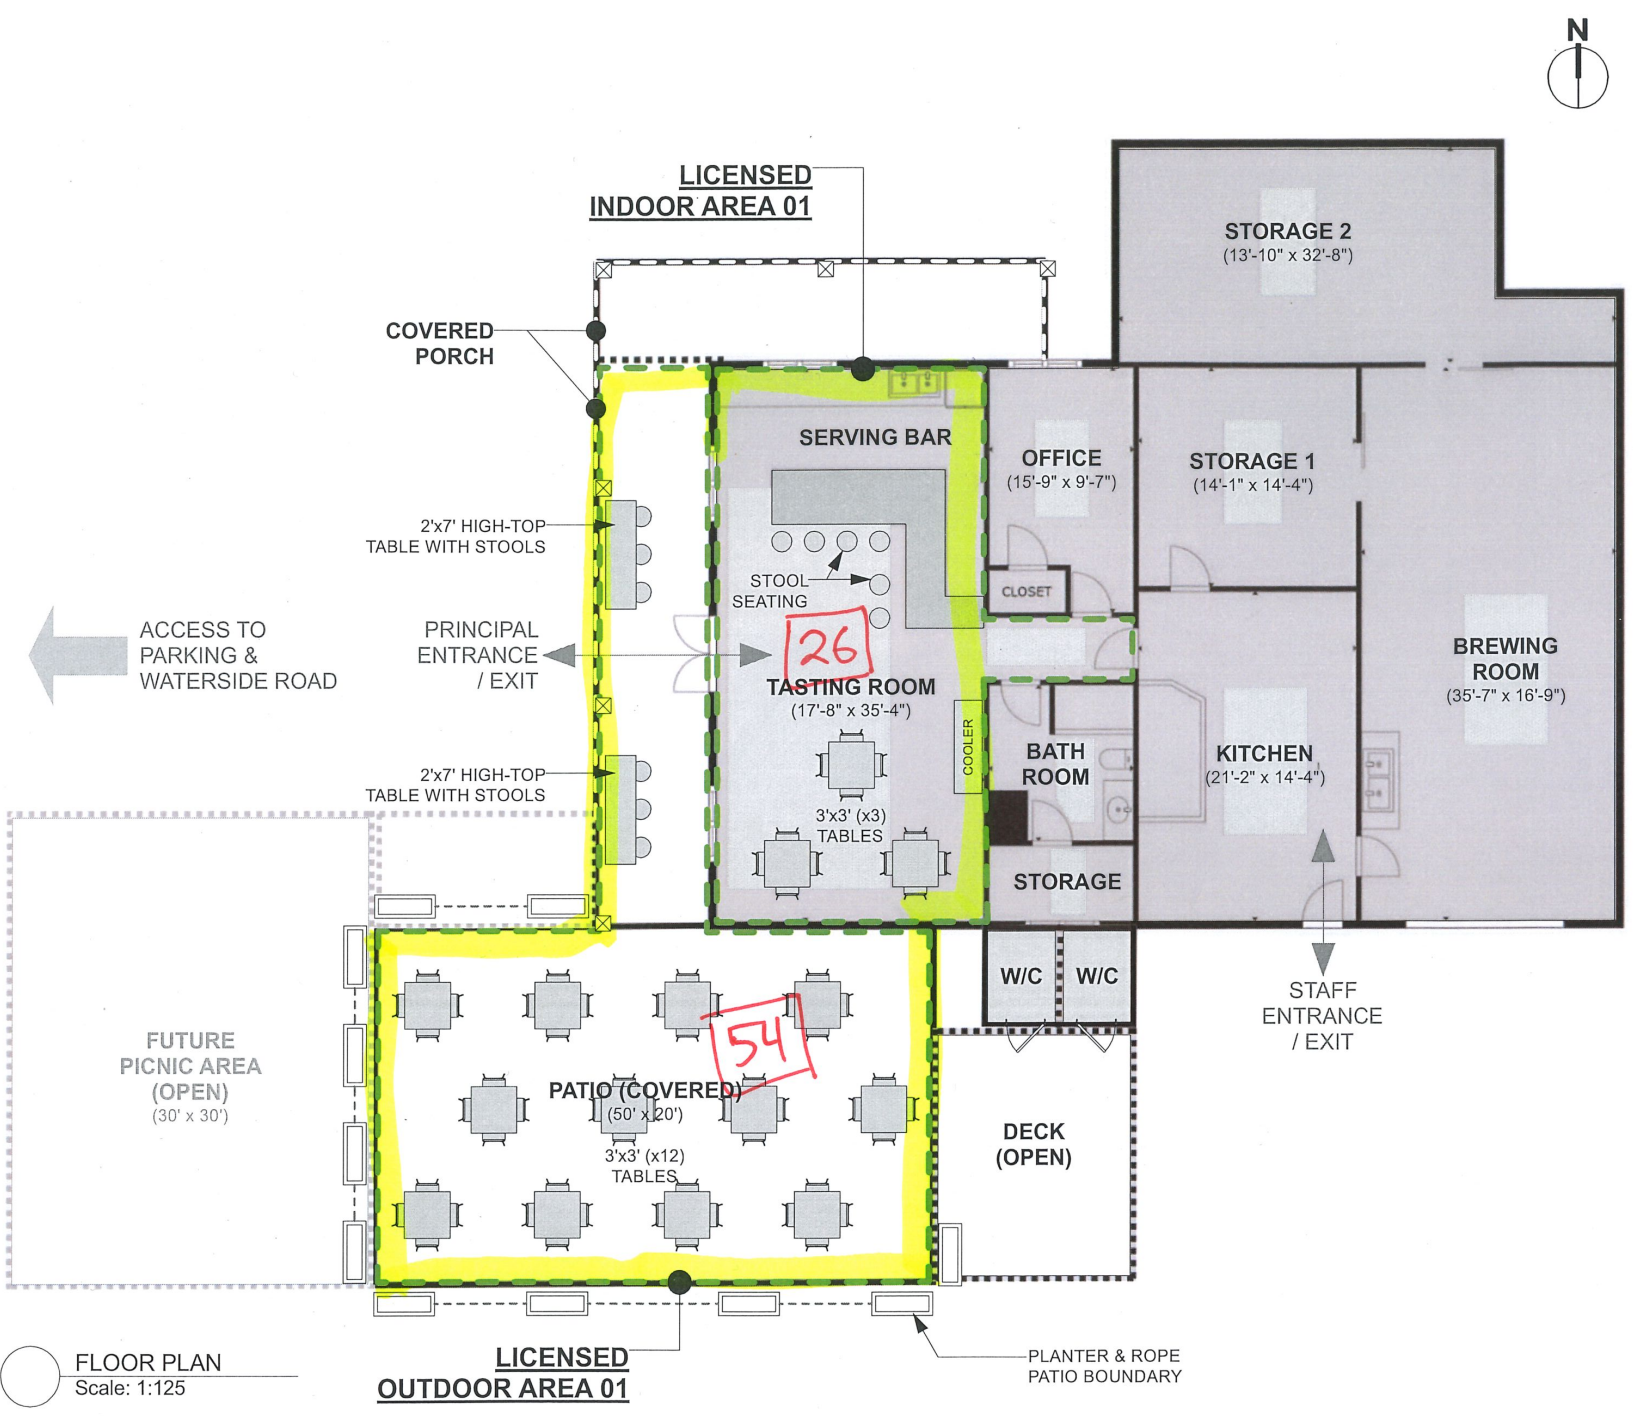 N
LICENSED
INDOOR AREA 01
STORAGE 2
(13'-10" x 32'-8")
COVERED
PORCH
SERVING BAR
OFFICE
(15'-9" x 9'-7")
STORAGE 1
(14'-1" x 14'-4")
2'x7' HIGH-TOP
TABLE WITH STOOLS
STOOL
SEATING
CLOSET
ACCESS TO
PARKING &
WATERSIDE ROAD
PRINCIPAL
ENTRANCE
/ EXIT
26
TASTING ROOM
(17'-8" x 35'-4")
BREWING
ROOM
(35'-7" x 16'-9")
COOLER
BATH
ROOM
KITCHEN
(21'-2" x 14'-4")
2'x7' HIGH-TOP
TABLE WITH STOOLS
3'x3' (x3)
TABLES
STORAGE
W/C
W/C
STAFF
ENTRANCE
/ EXIT
FUTURE
PICNIC AREA
(OPEN)
(30' x 30')
54
PATIO (COVERED)
(50' x 20')
3'x3' (x12)
TABLES
DECK
(OPEN)
FLOOR PLAN
Scale: 1:125
LICENSED
OUTDOOR AREA 01
PLANTER & ROPE
PATIO BOUNDARY